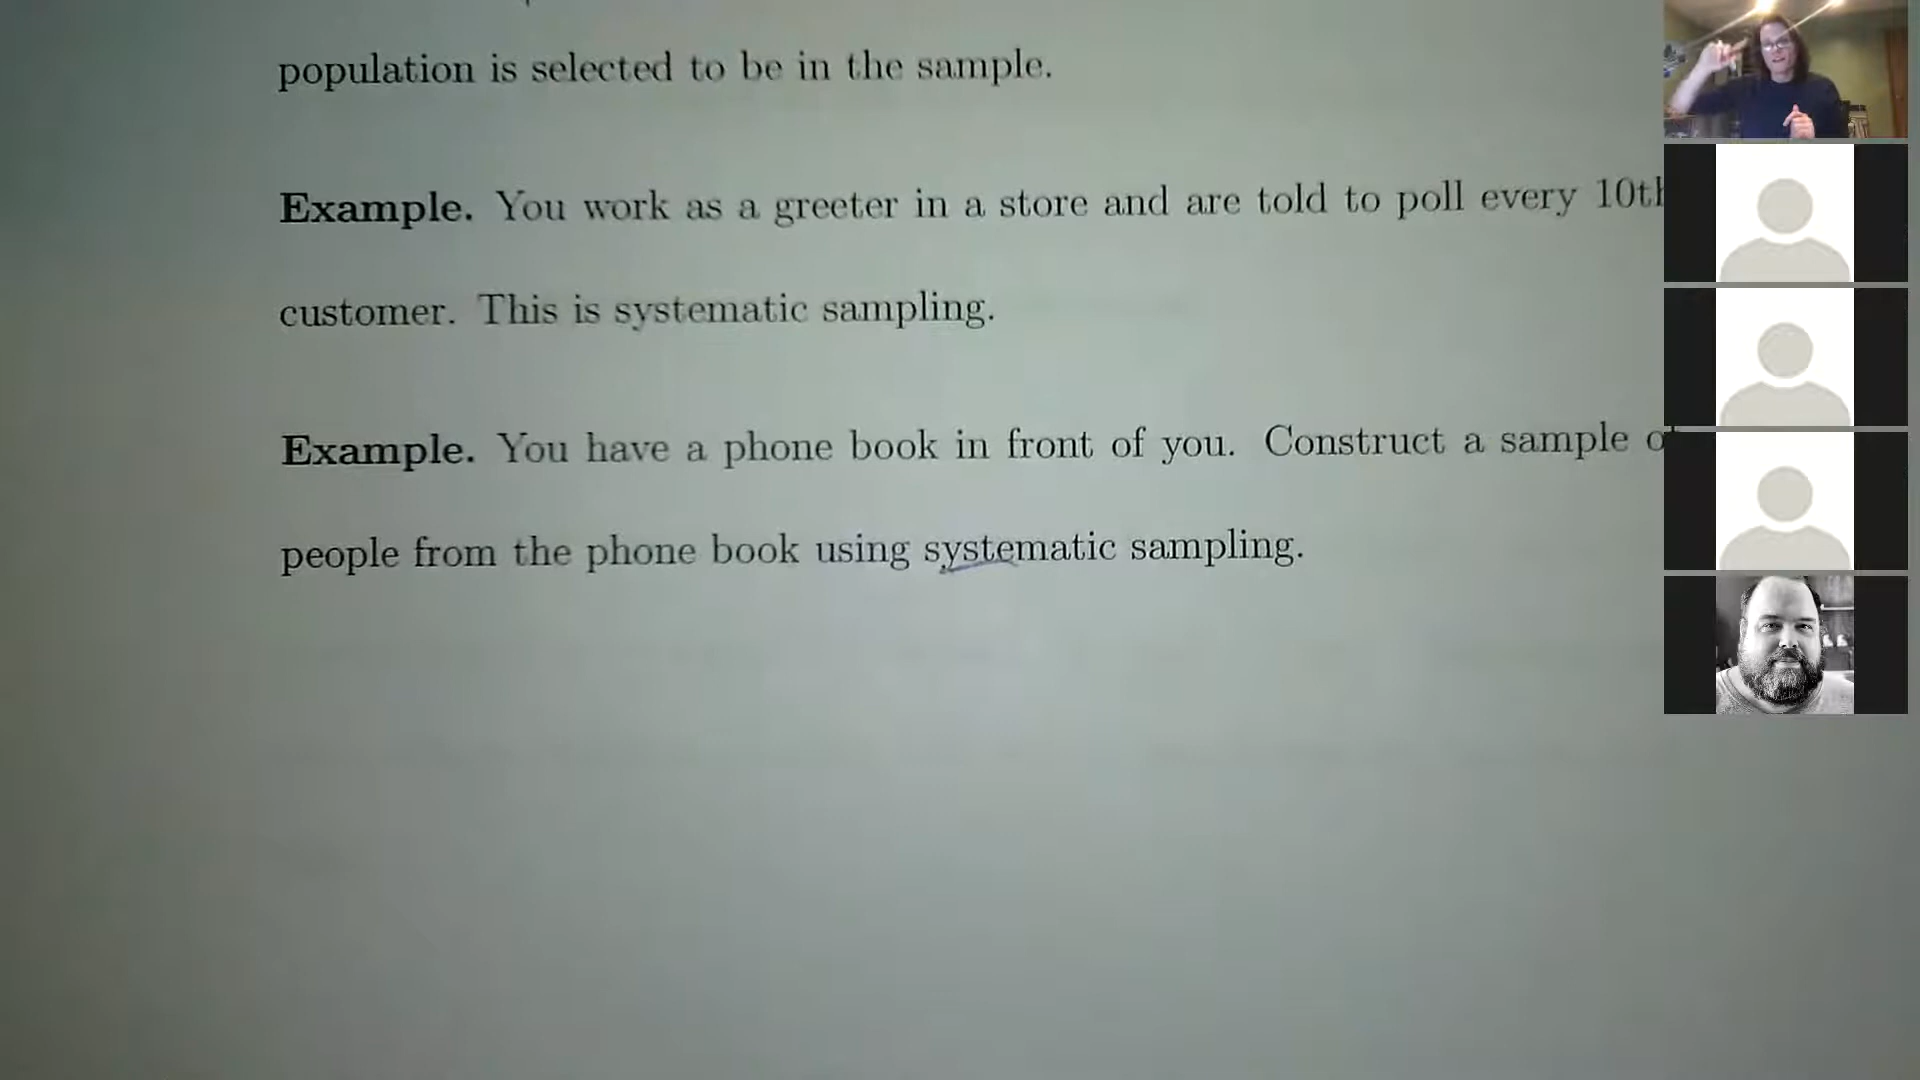 population is selected to be in the sample.
Example. You work as a greeter in a store and are told to poll every 10th
customer. This is systematic sampling.
Example. You have a phone book in front of you. Construct a sample of
people from the phone book using systematic sampling.